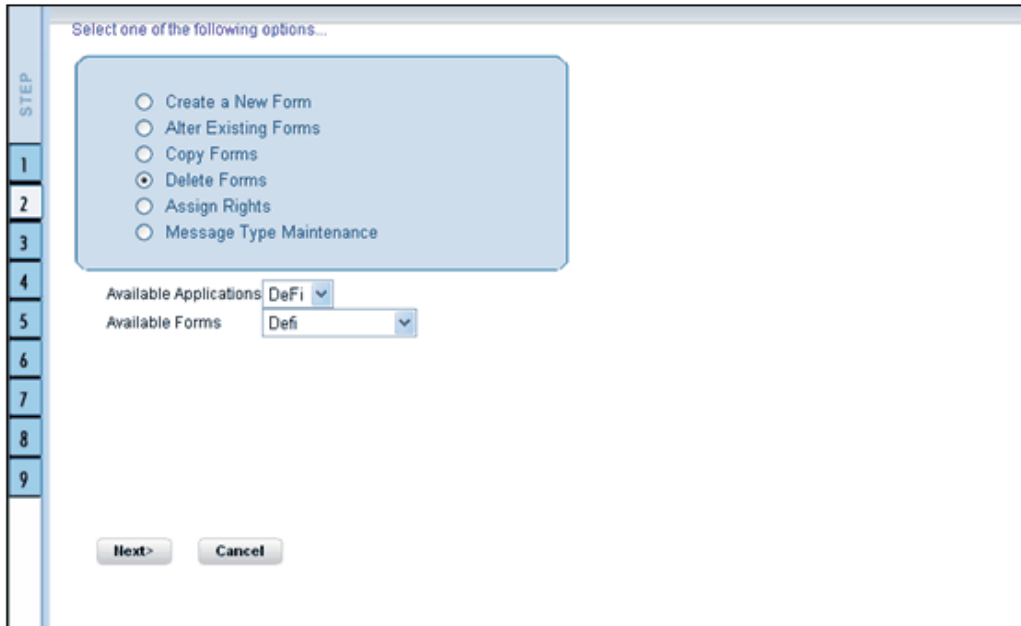 Select one of the following options...
STEP
Create a New Form
Alter Existing Forms
Copy Forms
Delete Forms
Assign Rights
Message Type Maintenance
1
2
3
4
5
6
7
8
9
Available Applications DeFi
Available Forms Defi
Next> Cancel